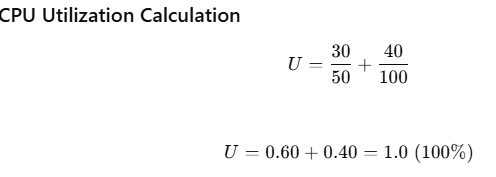 CPU Utilization Calculation
U = 30/50 + 40/100
U = 0.60 + 0.40 = 1.0 (100%)